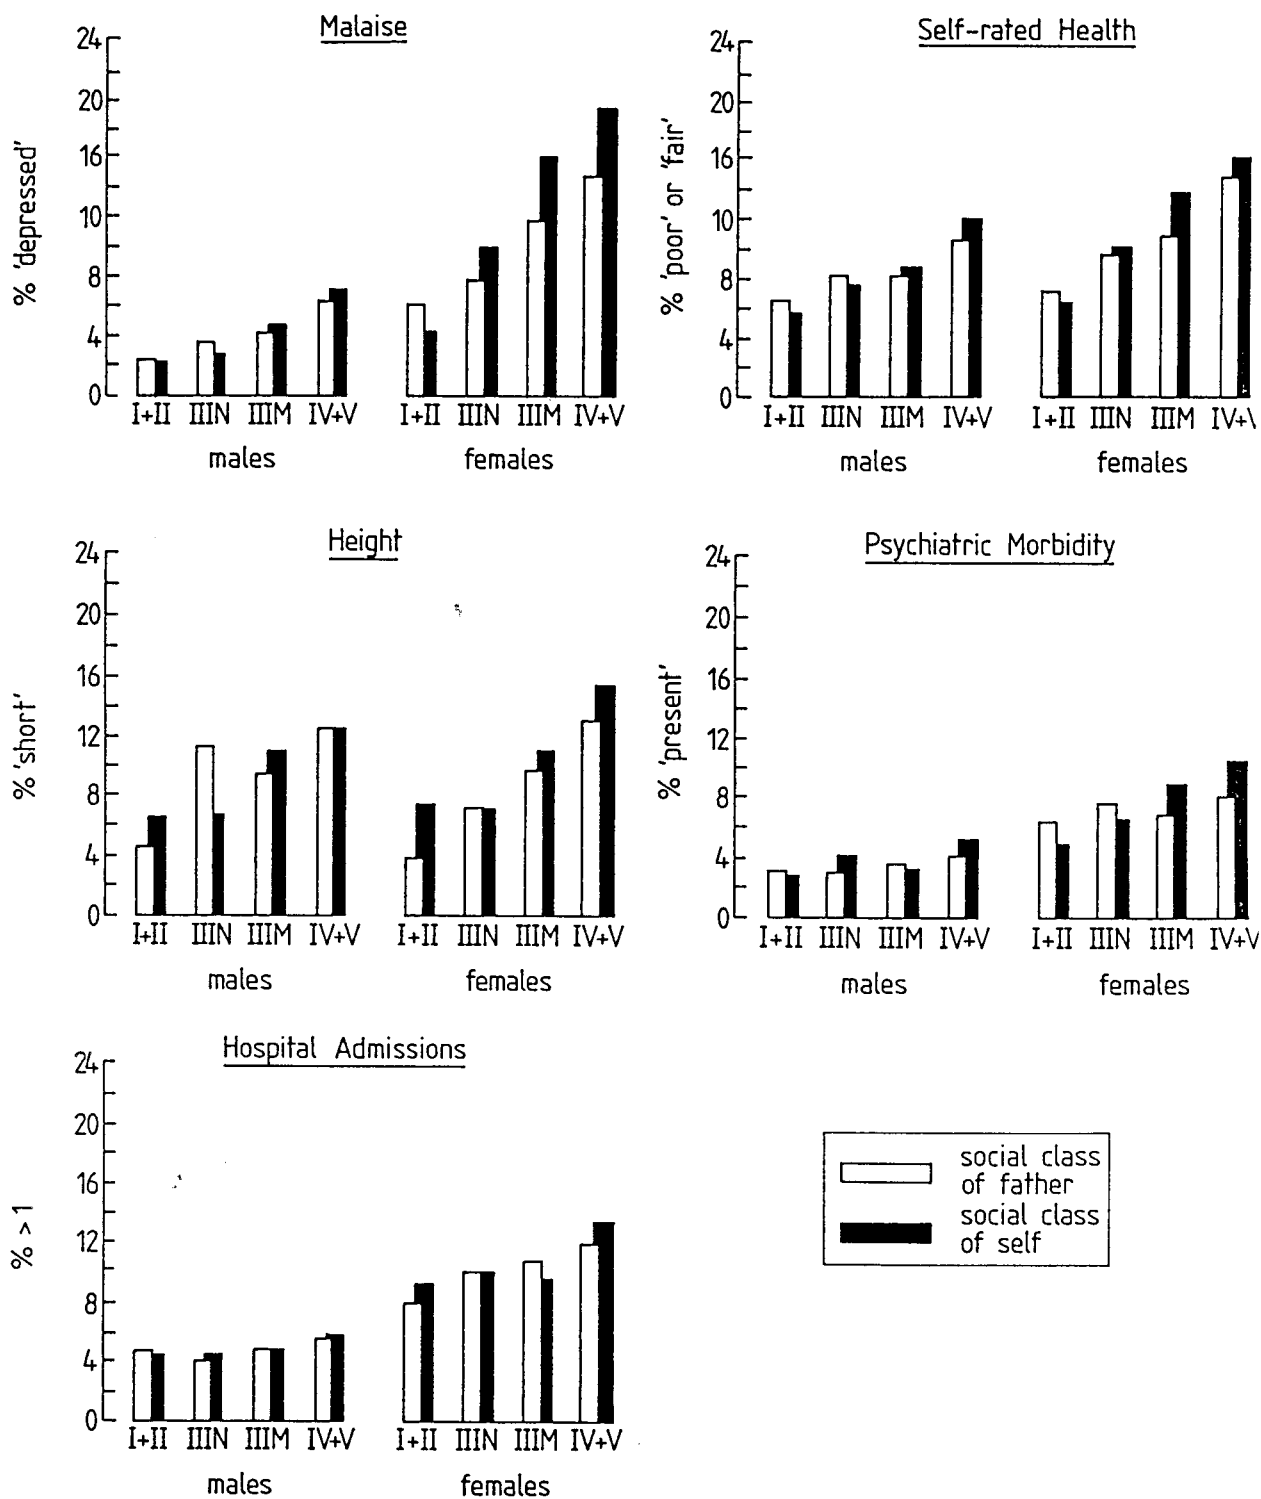 Malaise
24
20
16
10
8
4
0
% 'depressed'
I+II IIIN IIIM IV+V I+II IIIN IIIM IV+V
males females
Self-rated Health
24
20
16
10
8
4
0
% 'poor' or 'fair'
I+II IIIN IIIM IV+V I+II IIIN IIIM IV+\
males females
Height
24
20
16
12
8
4
0
% 'short'
I+II IIIN IIIM IV+V I+II IIIN IIIM IV+V
males females
Psychiatric Morbidity
24
20
16
12
8
4
0
% 'present'
I+II IIIN IIIM IV+V I+II IIIN IIIM IV+V
males females
Hospital Admissions
24
20
16
12
8
4
0
% > 1
I+II IIIN IIIM IV+V I+II IIIN IIIM IV+V
males females
social class
of father
social class
of self